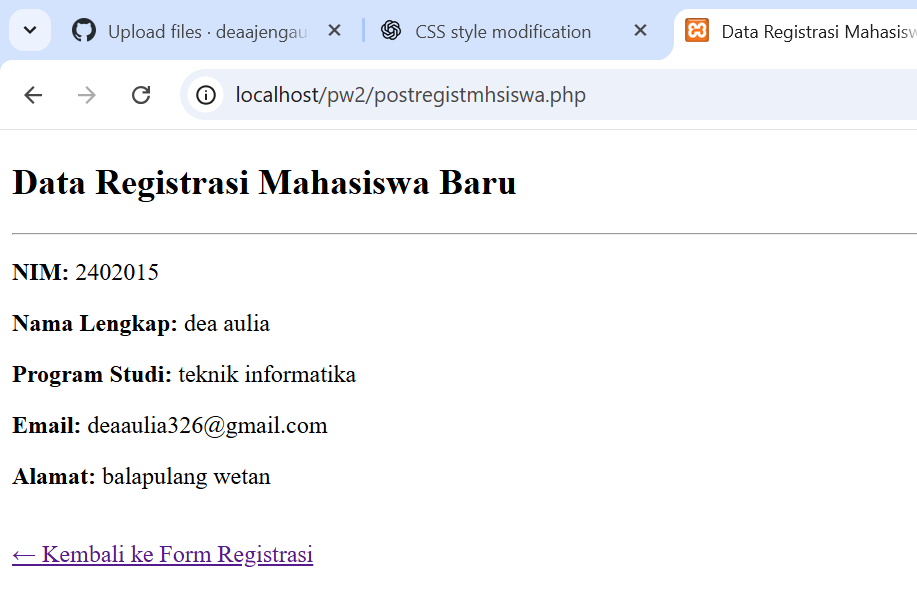 Upload files · deaajengau
CSS style modification
Data Registrasi Mahasisw
localhost/pw2/postregistmhsiswa.php
Data Registrasi Mahasiswa Baru
NIM: 2402015
Nama Lengkap: dea aulia
Program Studi: teknik informatika
Email: deaaulia326@gmail.com
Alamat: balapulang wetan
← Kembali ke Form Registrasi